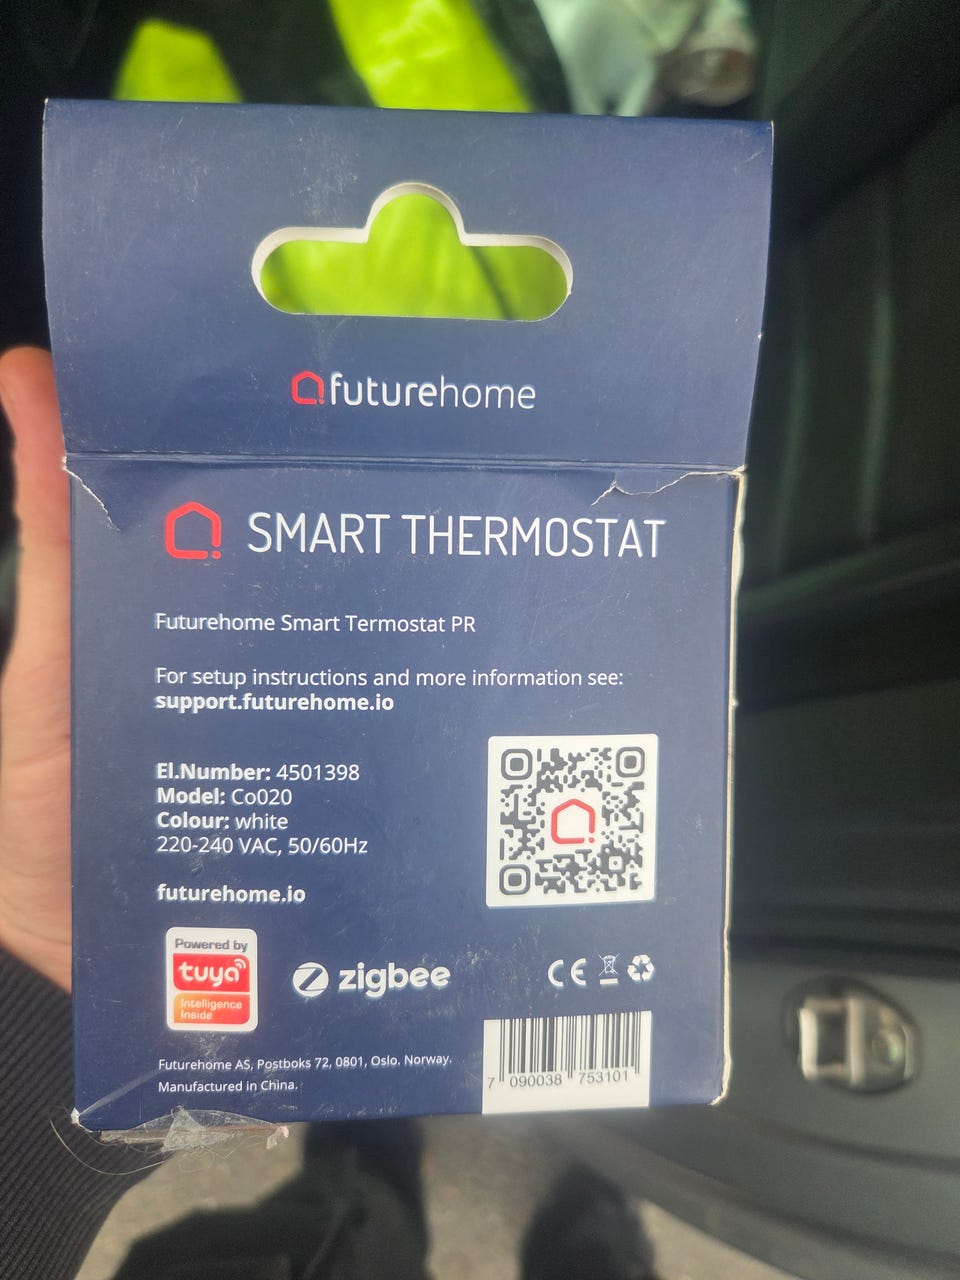 futurehome
SMART THERMOSTAT
Futurehome Smart Termostat PR
For setup instructions and more information see:
support.futurehome.io
El.Number: 4501398
Model: Co020
Colour: white
220-240 VAC, 50/60Hz
futurehome.io
Powered by
tuya
Intelligence
Inside
zigbee
CE
Futurehome AS, Postboks 72, 0801, Oslo. Norway.
Manufactured in China.
7 090038 753101